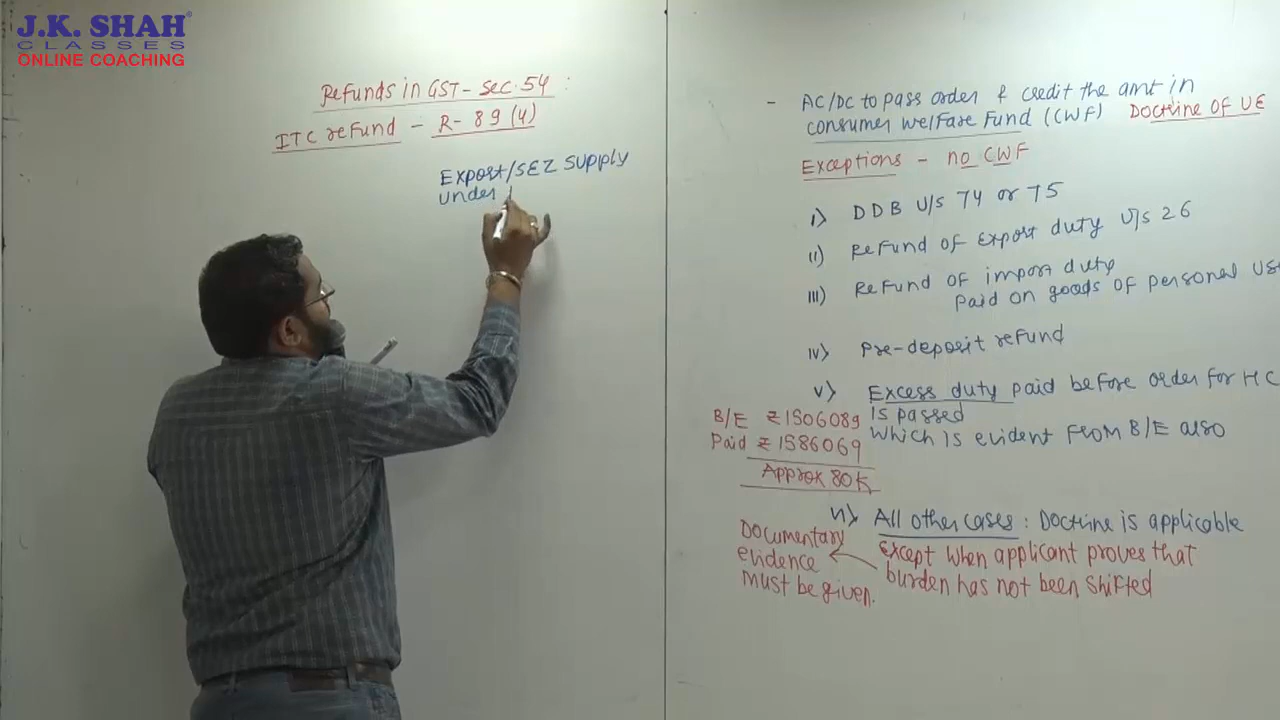 J.K. SHAH®
CLASSES
ONLINE COACHING
Refunds in GST - Sec. 54 :
ITC refund - R- 89 (4)
Export/SEZ supply
under
- AC/DC to pass order & credit the amt in
consumer welfare Fund (CWF) Doctrine of UE
Exceptions - no CWF
i) DDB U/S 74 or 75
ii) Refund of export duty U/S 26
iii) Refund of import duty
paid on goods of personal use
iv) Pre-deposit refund
v) Excess duty paid before order for HC
is passed
which is evident from B/E also
B/E ₹1506089
Paid ₹1586069
Approx 80K
vi) All other cases : Doctrine is applicable
Except when applicant proves that
burden has not been shifted
Documentary
evidence
must be given.